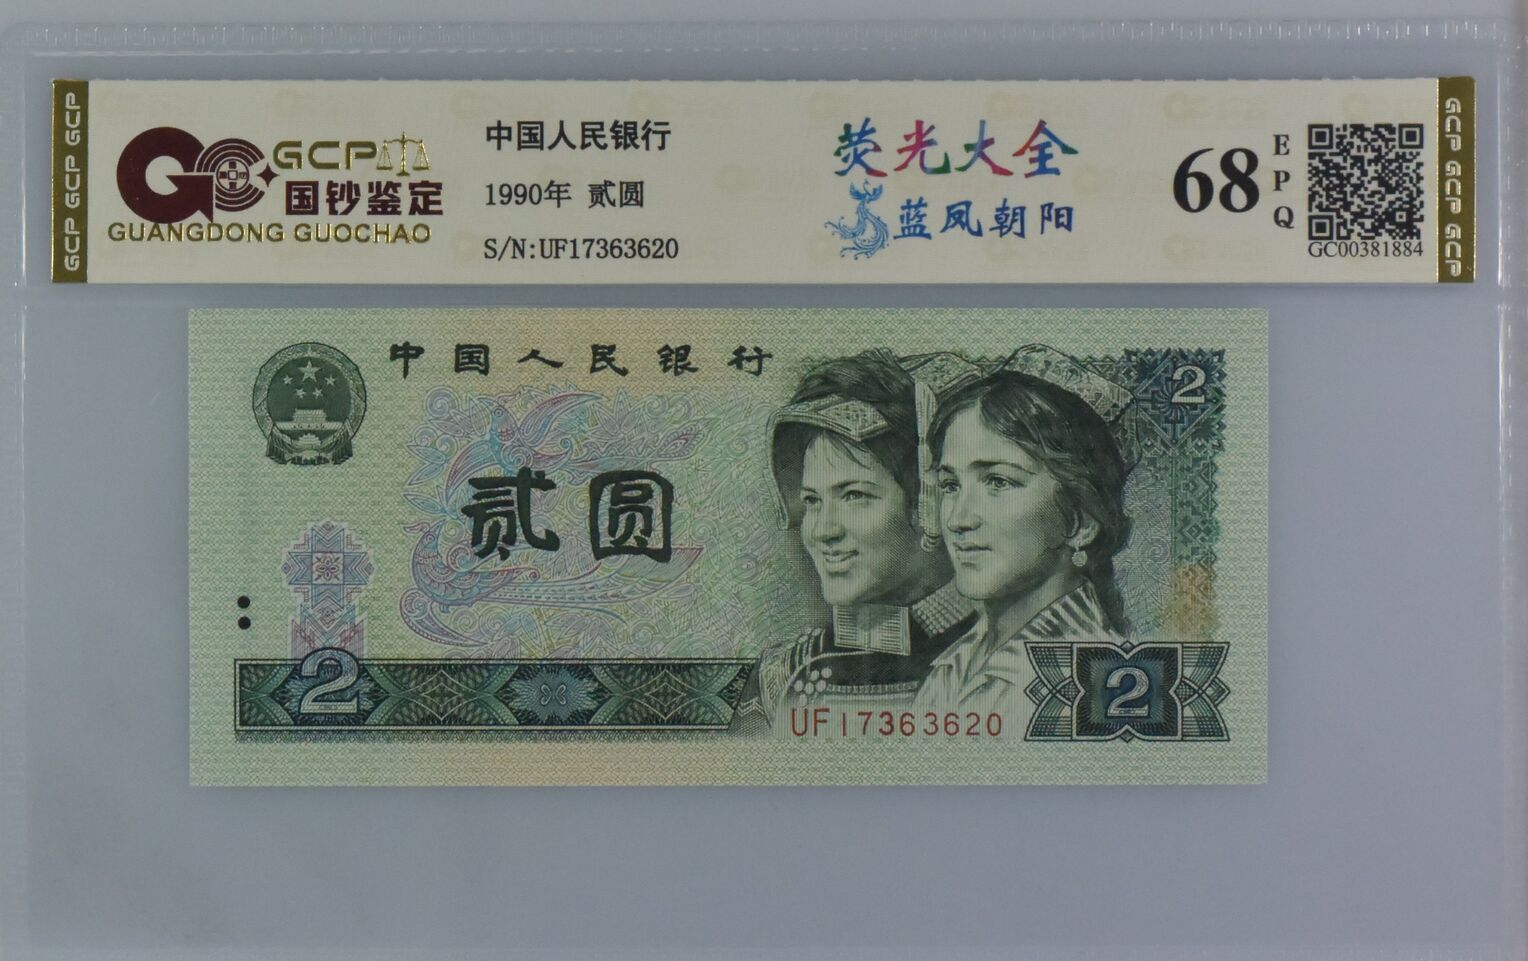 GCP GCP GCP
GCP
国钞鉴定
GUANGDONG GUOCHAO
中国人民银行
1990年 贰圆
S/N:UF17363620
荧光大全
蓝凤朝阳
68
EPQ
GC00381884
GCP GCP GCP
中国人民银行
2
贰圆
2
2
UF17363620